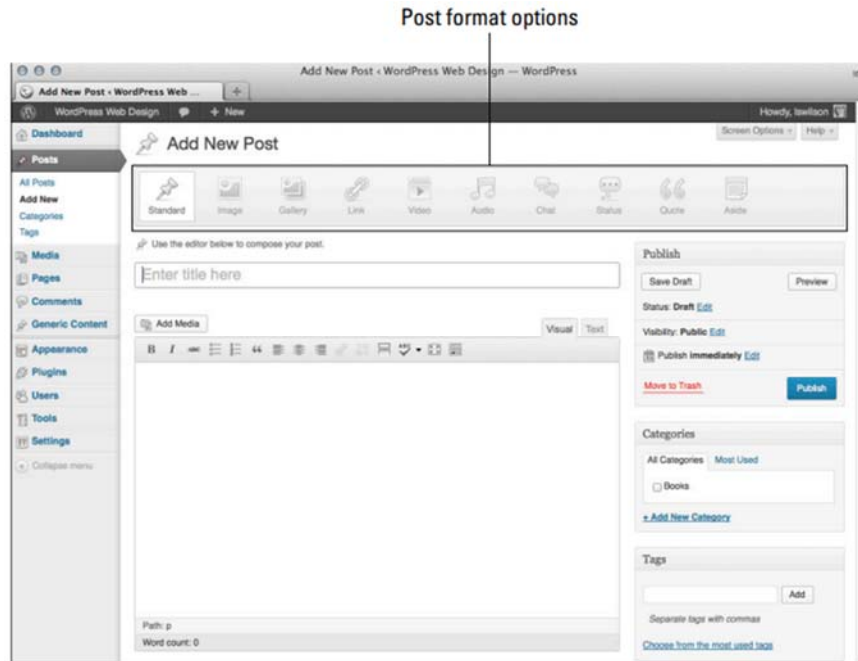 Post format options
Add New Post ‹ WordPress Web Design — WordPress
Add New Post ‹ WordPress Web ...
WordPress Web Design + New Howdy, lswilson
Screen Options Help
Dashboard
Posts
All Posts
Add New
Categories
Tags
Media
Pages
Comments
Generic Content
Appearance
Plugins
Users
Tools
Settings
Collapse menu
Add New Post
Standard Image Gallery Link Video Audio Chat Status Quote Aside
Use the editor below to compose your post.
Enter title here
Add Media
Visual Text
B I ABC
Path: p
Word count: 0
Publish
Save Draft Preview
Status: Draft Edit
Visibility: Public Edit
Publish immediately Edit
Move to Trash Publish
Categories
All Categories Most Used
Books
+ Add New Category
Tags
Add
Separate tags with commas
Choose from the most used tags